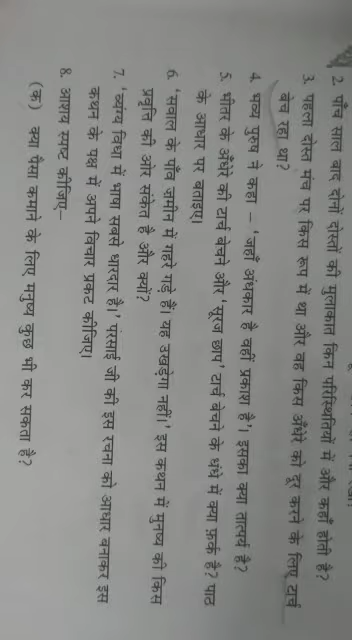 2. पाँच साल बाद दोनों दोस्तों की मुलाकात किन परिस्थितियों में और कहाँ होती है?
3. पहला दोस्त मंच पर किस रूप में था और वह किस अँधेरे को दूर करने के लिए टार्च
बेच रहा था?
4. भव्य पुरुष ने कहा – 'जहाँ अंधकार है वहीं प्रकाश है'। इसका क्या तात्पर्य है?
5. भीतर के अँधेरे की टार्च बेचने और 'सूरज छाप' टार्च बेचने के धंधे में क्या फ़र्क है? पाठ
के आधार पर बताइए।
6. 'सवाल के पाँव ज़मीन में गहरे गड़े हैं। यह उखड़ेगा नहीं।' इस कथन में मनुष्य की किस
प्रवृत्ति की ओर संकेत है और क्यों?
7. 'व्यंग्य विधा में भाषा सबसे धारदार है।' परसाई जी की इस रचना को आधार बनाकर इस
कथन के पक्ष में अपने विचार प्रकट कीजिए।
8. आशय स्पष्ट कीजिए–
(क) क्या पैसा कमाने के लिए मनुष्य कुछ भी कर सकता है?